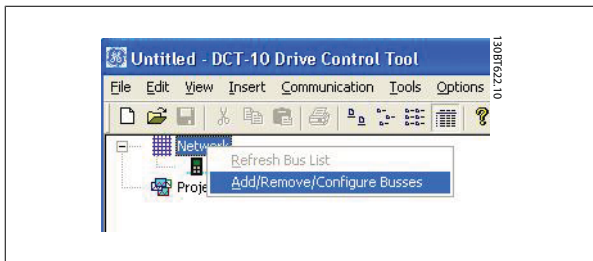 Untitled - DCT-10 Drive Control Tool
File Edit View Insert Communication Tools Options
Network
Refresh Bus List
Add/Remove/Configure Busses
Proje
130BT622.10